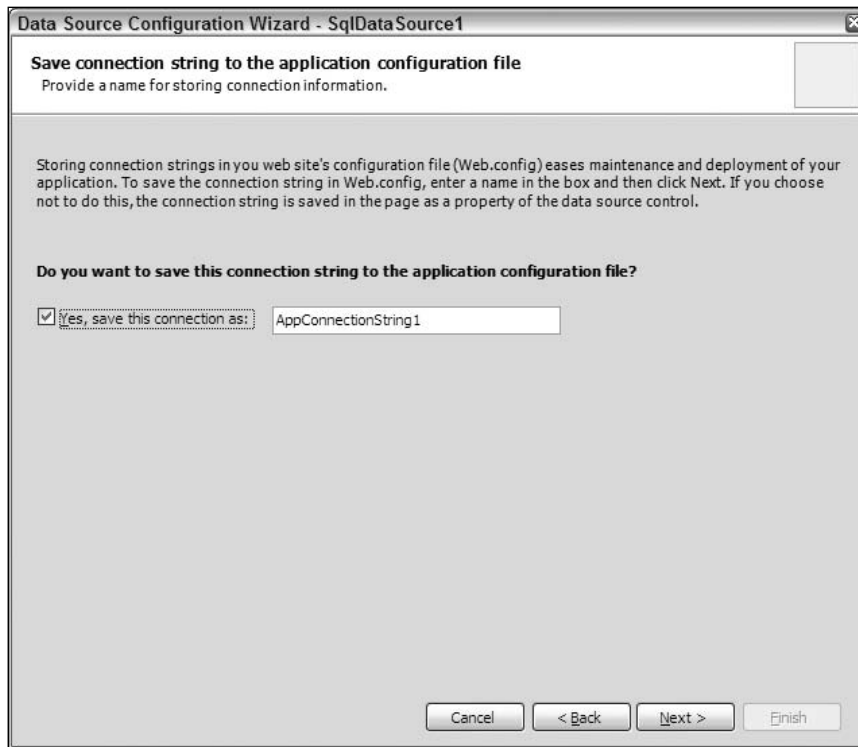 Data Source Configuration Wizard - SqlDataSource1
Save connection string to the application configuration file
Provide a name for storing connection information.
Storing connection strings in you web site's configuration file (Web.config) eases maintenance and deployment of your
application. To save the connection string in Web.config, enter a name in the box and then click Next. If you choose
not to do this, the connection string is saved in the page as a property of the data source control.
Do you want to save this connection string to the application configuration file?
Yes, save this connection as: AppConnectionString1
Cancel < Back Next > Finish